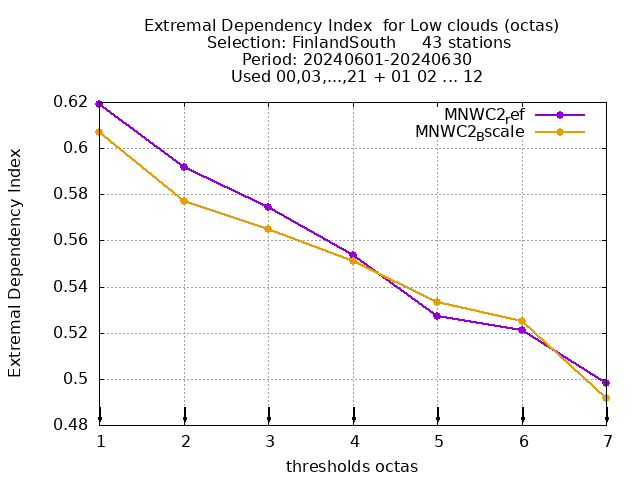 Extremal Dependency Index  for Low clouds (octas)
Selection: FinlandSouth     43 stations
Period: 20240601-20240630
Used 00,03,...,21 + 01 02 ... 12
MNWC2_ref
MNWC2_Bscale
0.62
0.6
0.58
0.56
0.54
0.52
0.5
0.48
Extremal Dependency Index
1 2 3 4 5 6 7
thresholds octas